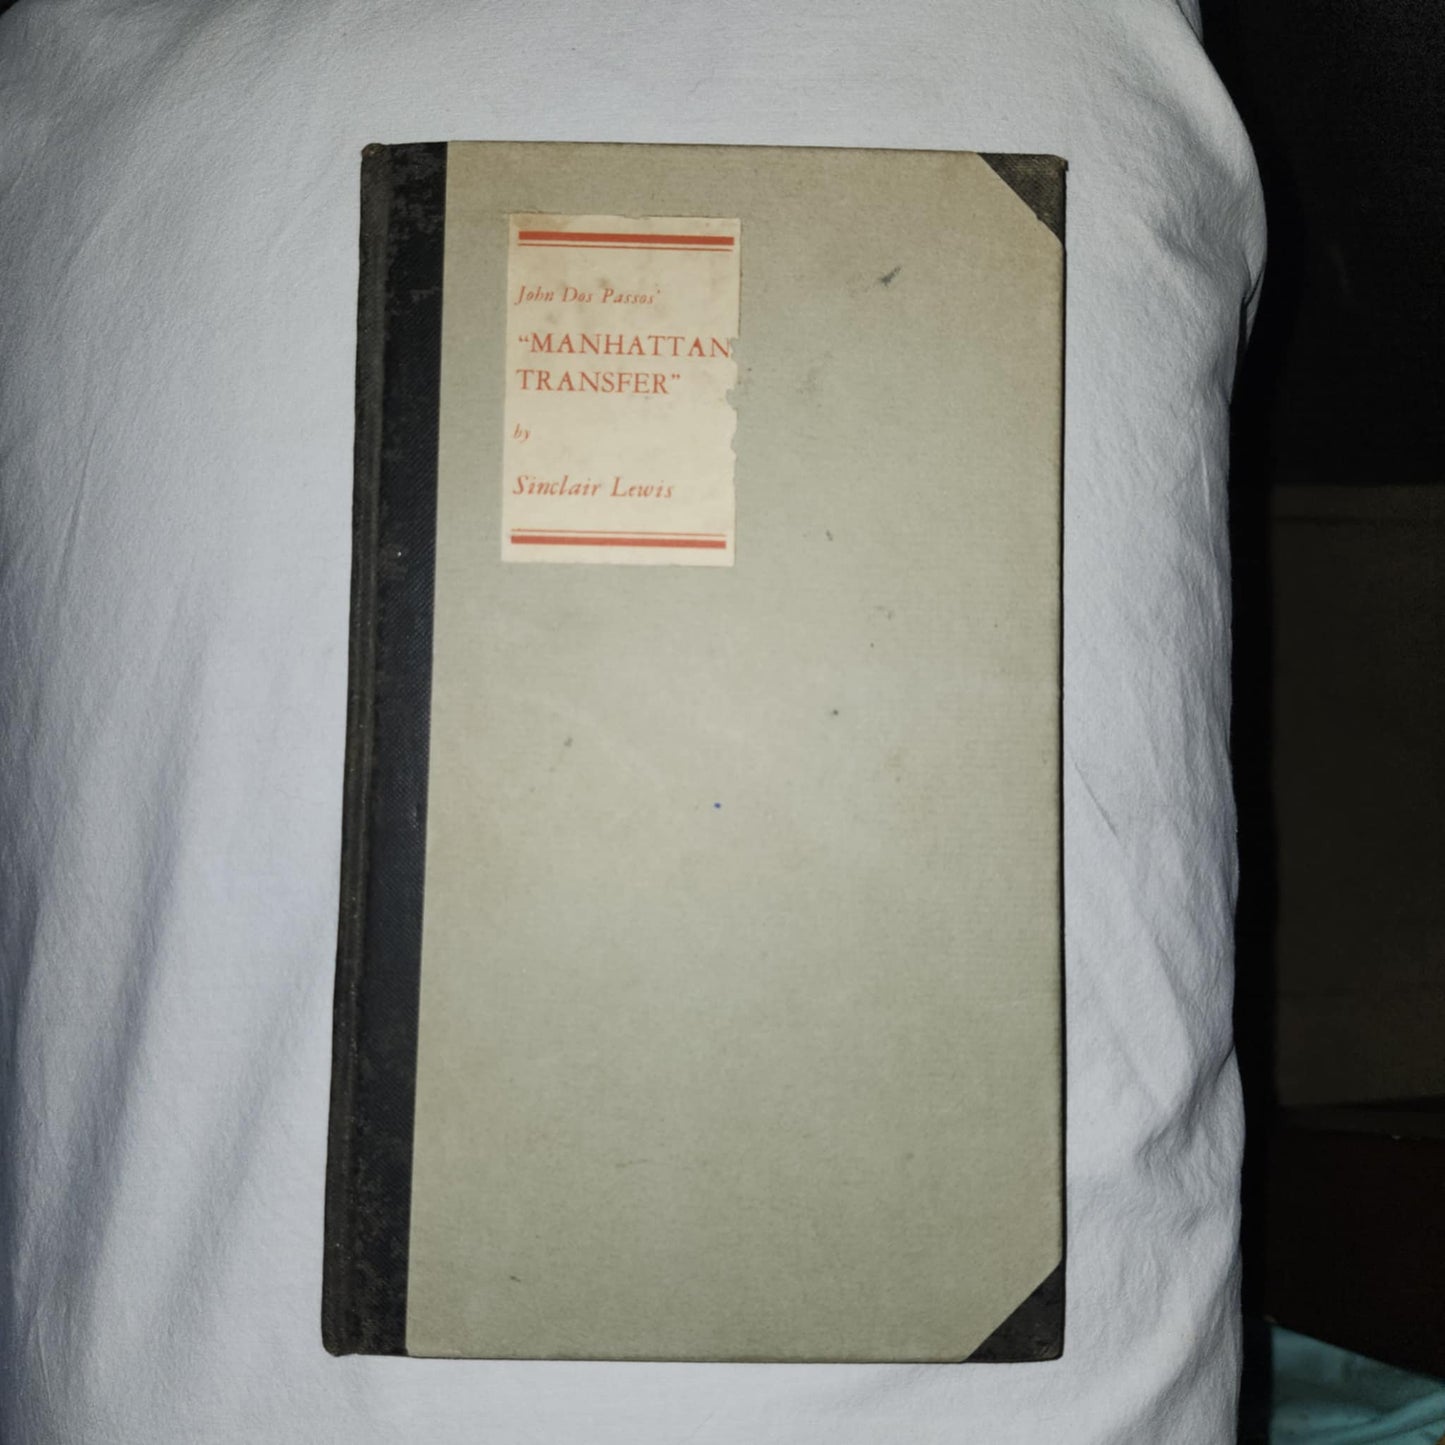 John Dos Passos'
“MANHATTAN
TRANSFER”
by
Sinclair Lewis